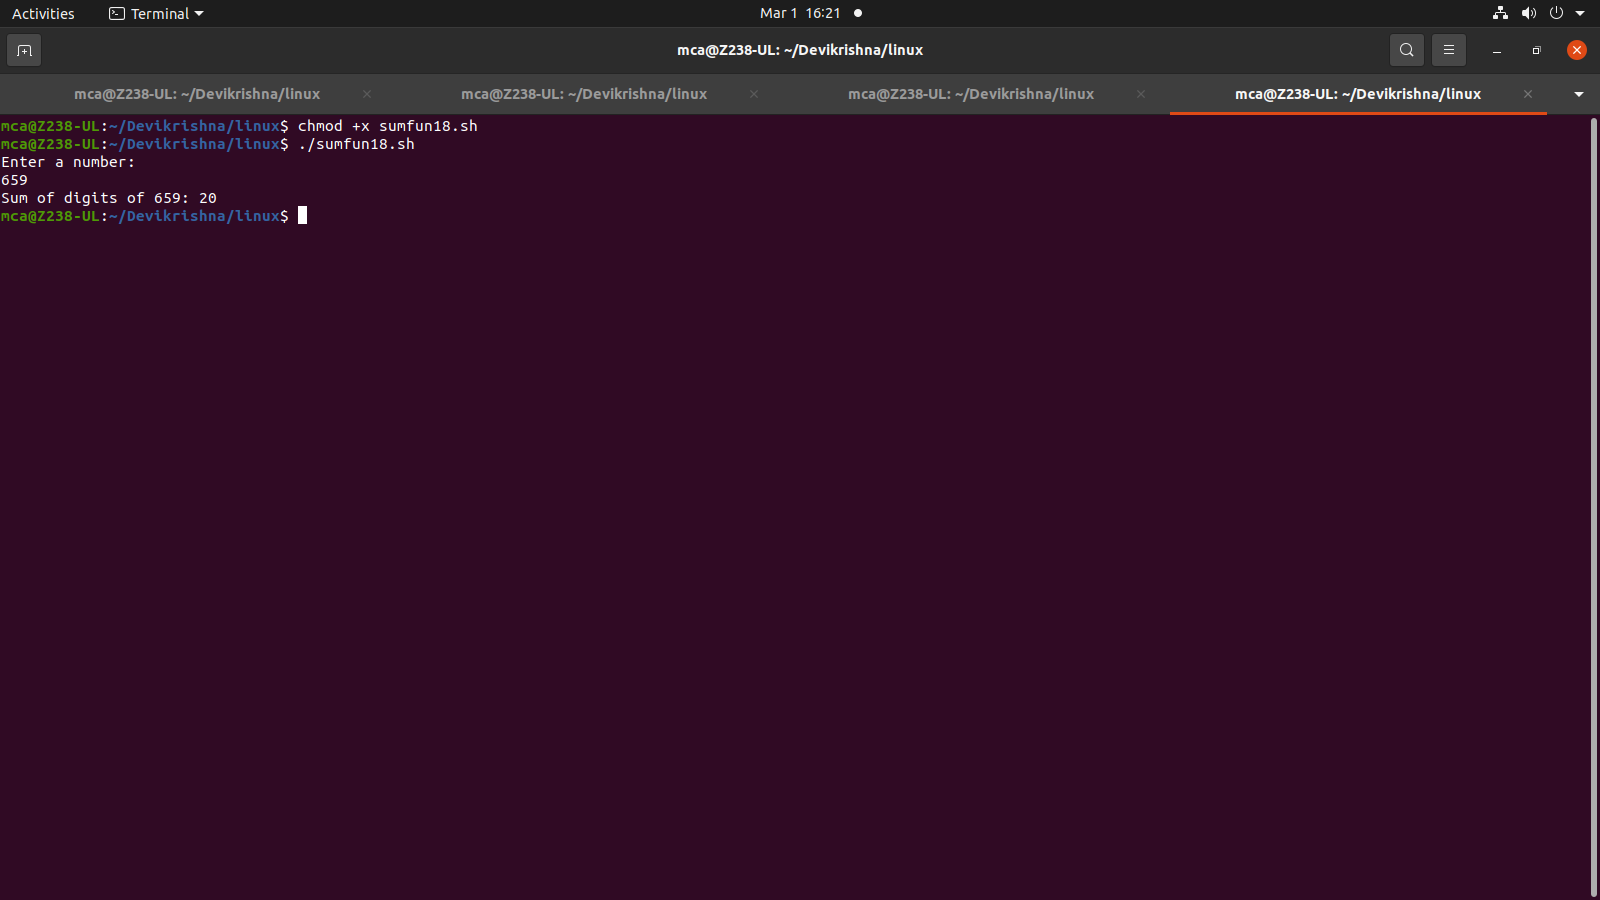 Activities
Terminal
Mar 1 16:21
mca@Z238-UL: ~/Devikrishna/linux
mca@Z238-UL: ~/Devikrishna/linux
mca@Z238-UL: ~/Devikrishna/linux
mca@Z238-UL: ~/Devikrishna/linux
mca@Z238-UL: ~/Devikrishna/linux
mca@Z238-UL:~/Devikrishna/linux$ chmod +x sumfun18.sh
mca@Z238-UL:~/Devikrishna/linux$ ./sumfun18.sh
Enter a number:
659
Sum of digits of 659: 20
mca@Z238-UL:~/Devikrishna/linux$